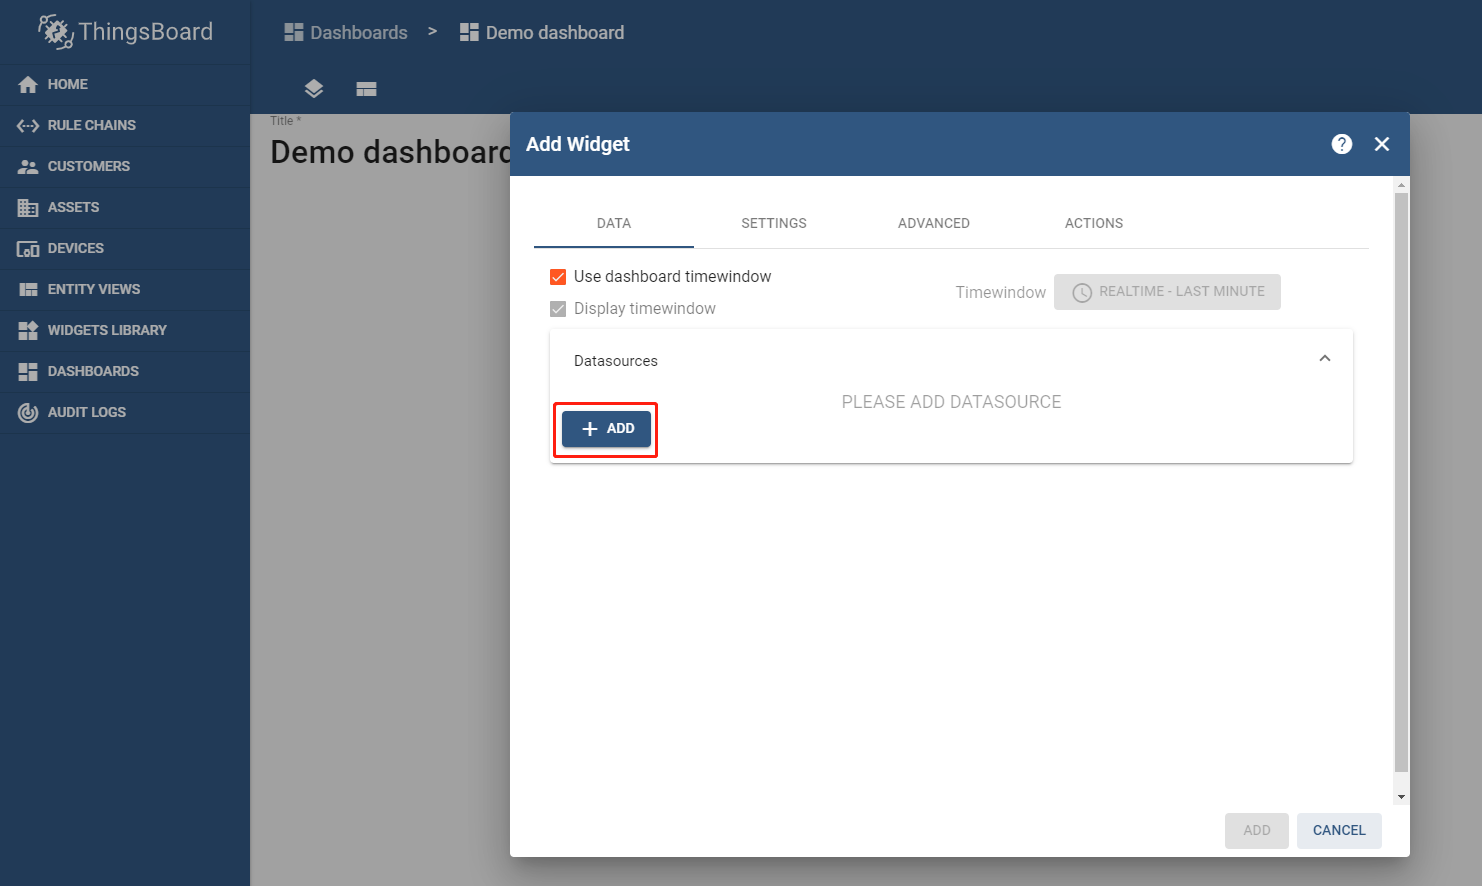 ThingsBoard
HOME
RULE CHAINS
CUSTOMERS
ASSETS
DEVICES
ENTITY VIEWS
WIDGETS LIBRARY
DASHBOARDS
AUDIT LOGS
Dashboards > Demo dashboard
Title *
Demo dashboard
Add Widget
DATA SETTINGS ADVANCED ACTIONS
Use dashboard timewindow
Display timewindow
Timewindow REALTIME - LAST MINUTE
Datasources
PLEASE ADD DATASOURCE
+ ADD
ADD CANCEL